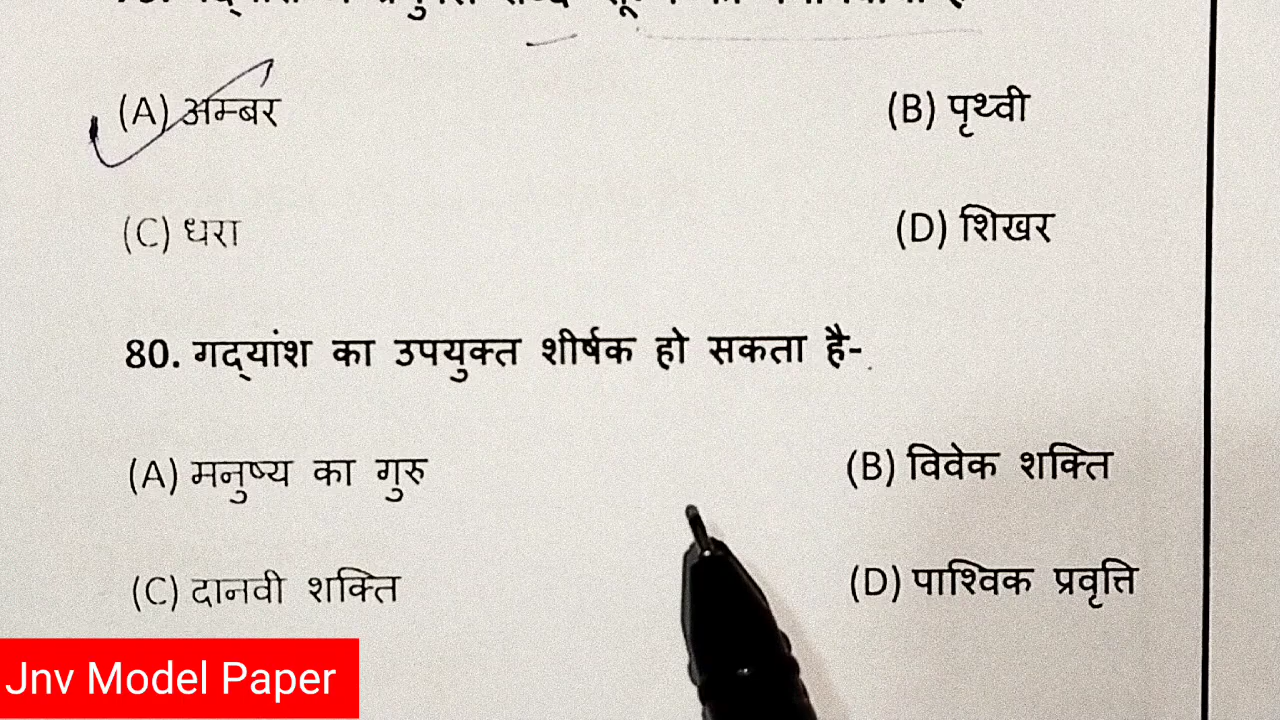 (A) अम्बर (B) पृथ्वी
(C) धरा (D) शिखर
80. गद्यांश का उपयुक्त शीर्षक हो सकता है-
(A) मनुष्य का गुरु (B) विवेक शक्ति
(C) दानवी शक्ति (D) पाश्विक प्रवृत्ति
Jnv Model Paper